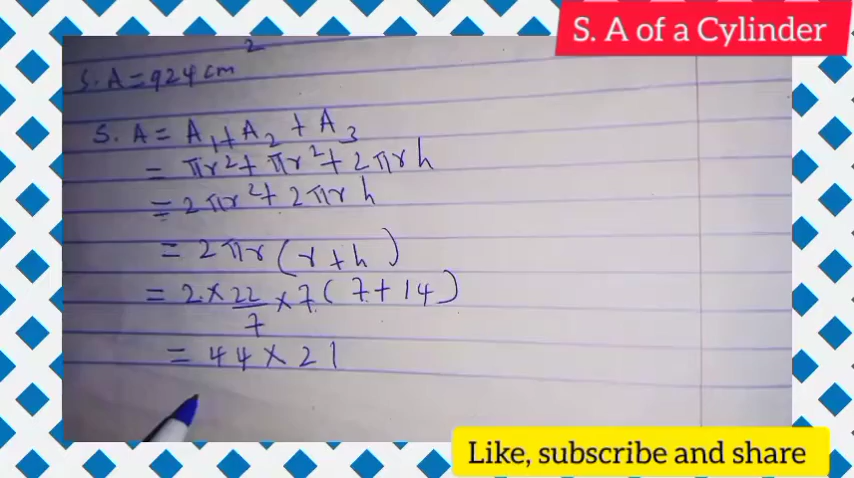 S. A of a Cylinder
S. A = 924 cm²
S. A = A₁ + A₂ + A₃
= πr² + πr² + 2πrh
= 2πr² + 2πrh
= 2πr (r + h)
= 2 × 22/7 × 7 (7 + 14)
= 44 × 21
Like, subscribe and share